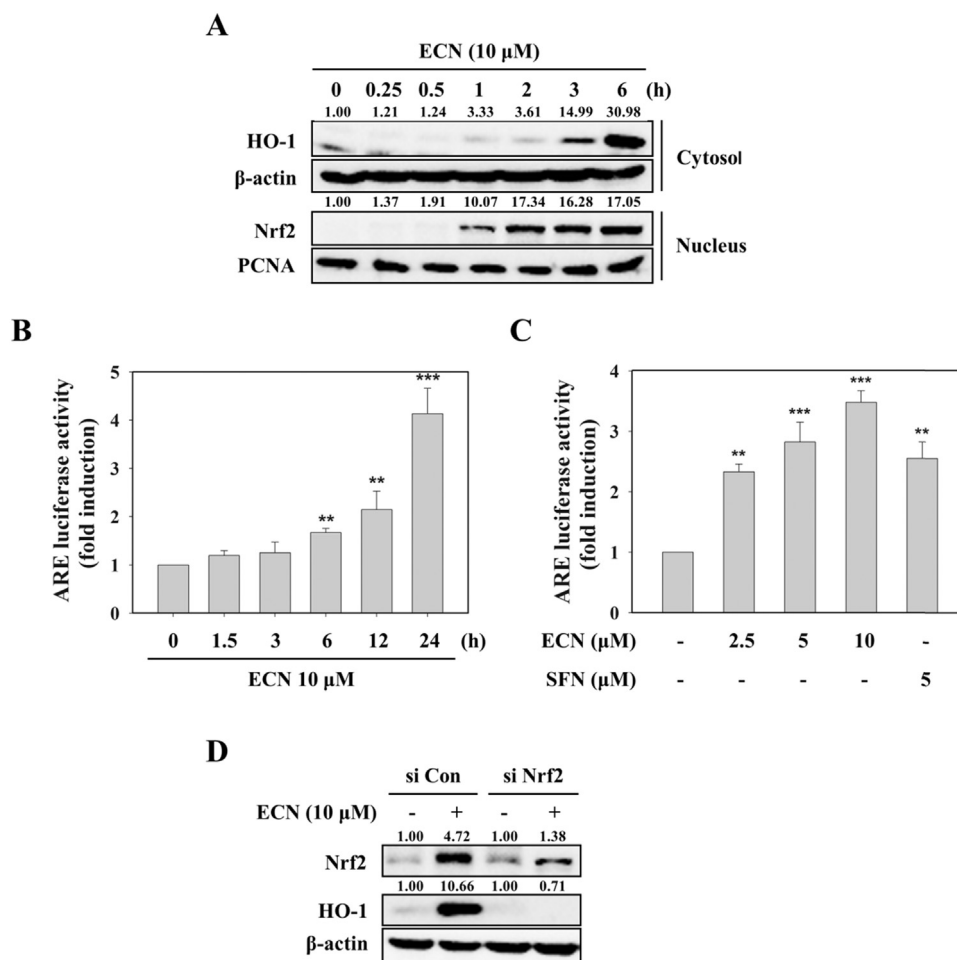 A
ECN (10 μM)
0 0.25 0.5 1 2 3 6 (h)
1.00 1.21 1.24 3.33 3.61 14.99 30.98
HO-1
β-actin
Cytosol
1.00 1.37 1.91 10.07 17.34 16.28 17.05
Nrf2
PCNA
Nucleus
B
ARE luciferase activity
(fold induction)
5
4
3
2
1
0
** ** ***
0 1.5 3 6 12 24 (h)
ECN 10 μM
C
ARE luciferase activity
(fold induction)
4
3
2
1
0
** *** *** **
ECN (μM) - 2.5 5 10 -
SFN (μM) - - - - 5
D
si Con si Nrf2
ECN (10 μM) - + - +
1.00 4.72 1.00 1.38
Nrf2
1.00 10.66 1.00 0.71
HO-1
β-actin